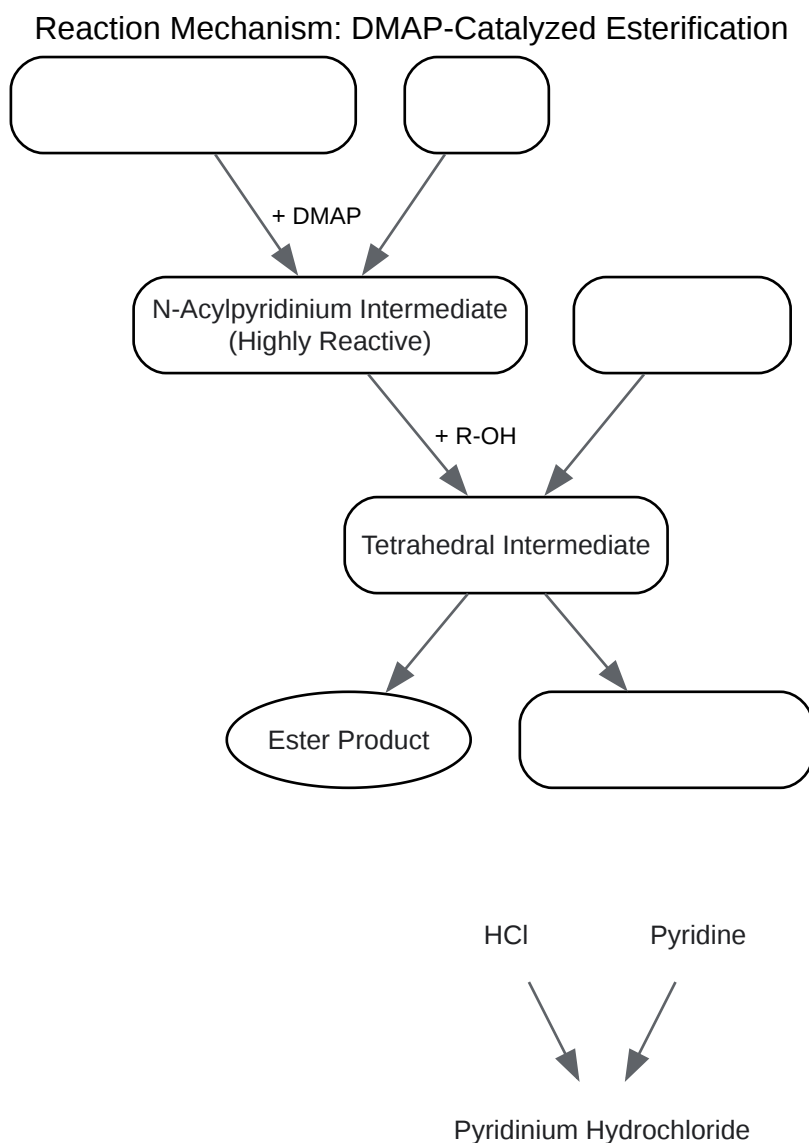 Reaction Mechanism: DMAP-Catalyzed Esterification
+ DMAP
N-Acylpyridinium Intermediate
(Highly Reactive)
+ R-OH
Tetrahedral Intermediate
Ester Product
HCl
Pyridine
Pyridinium Hydrochloride